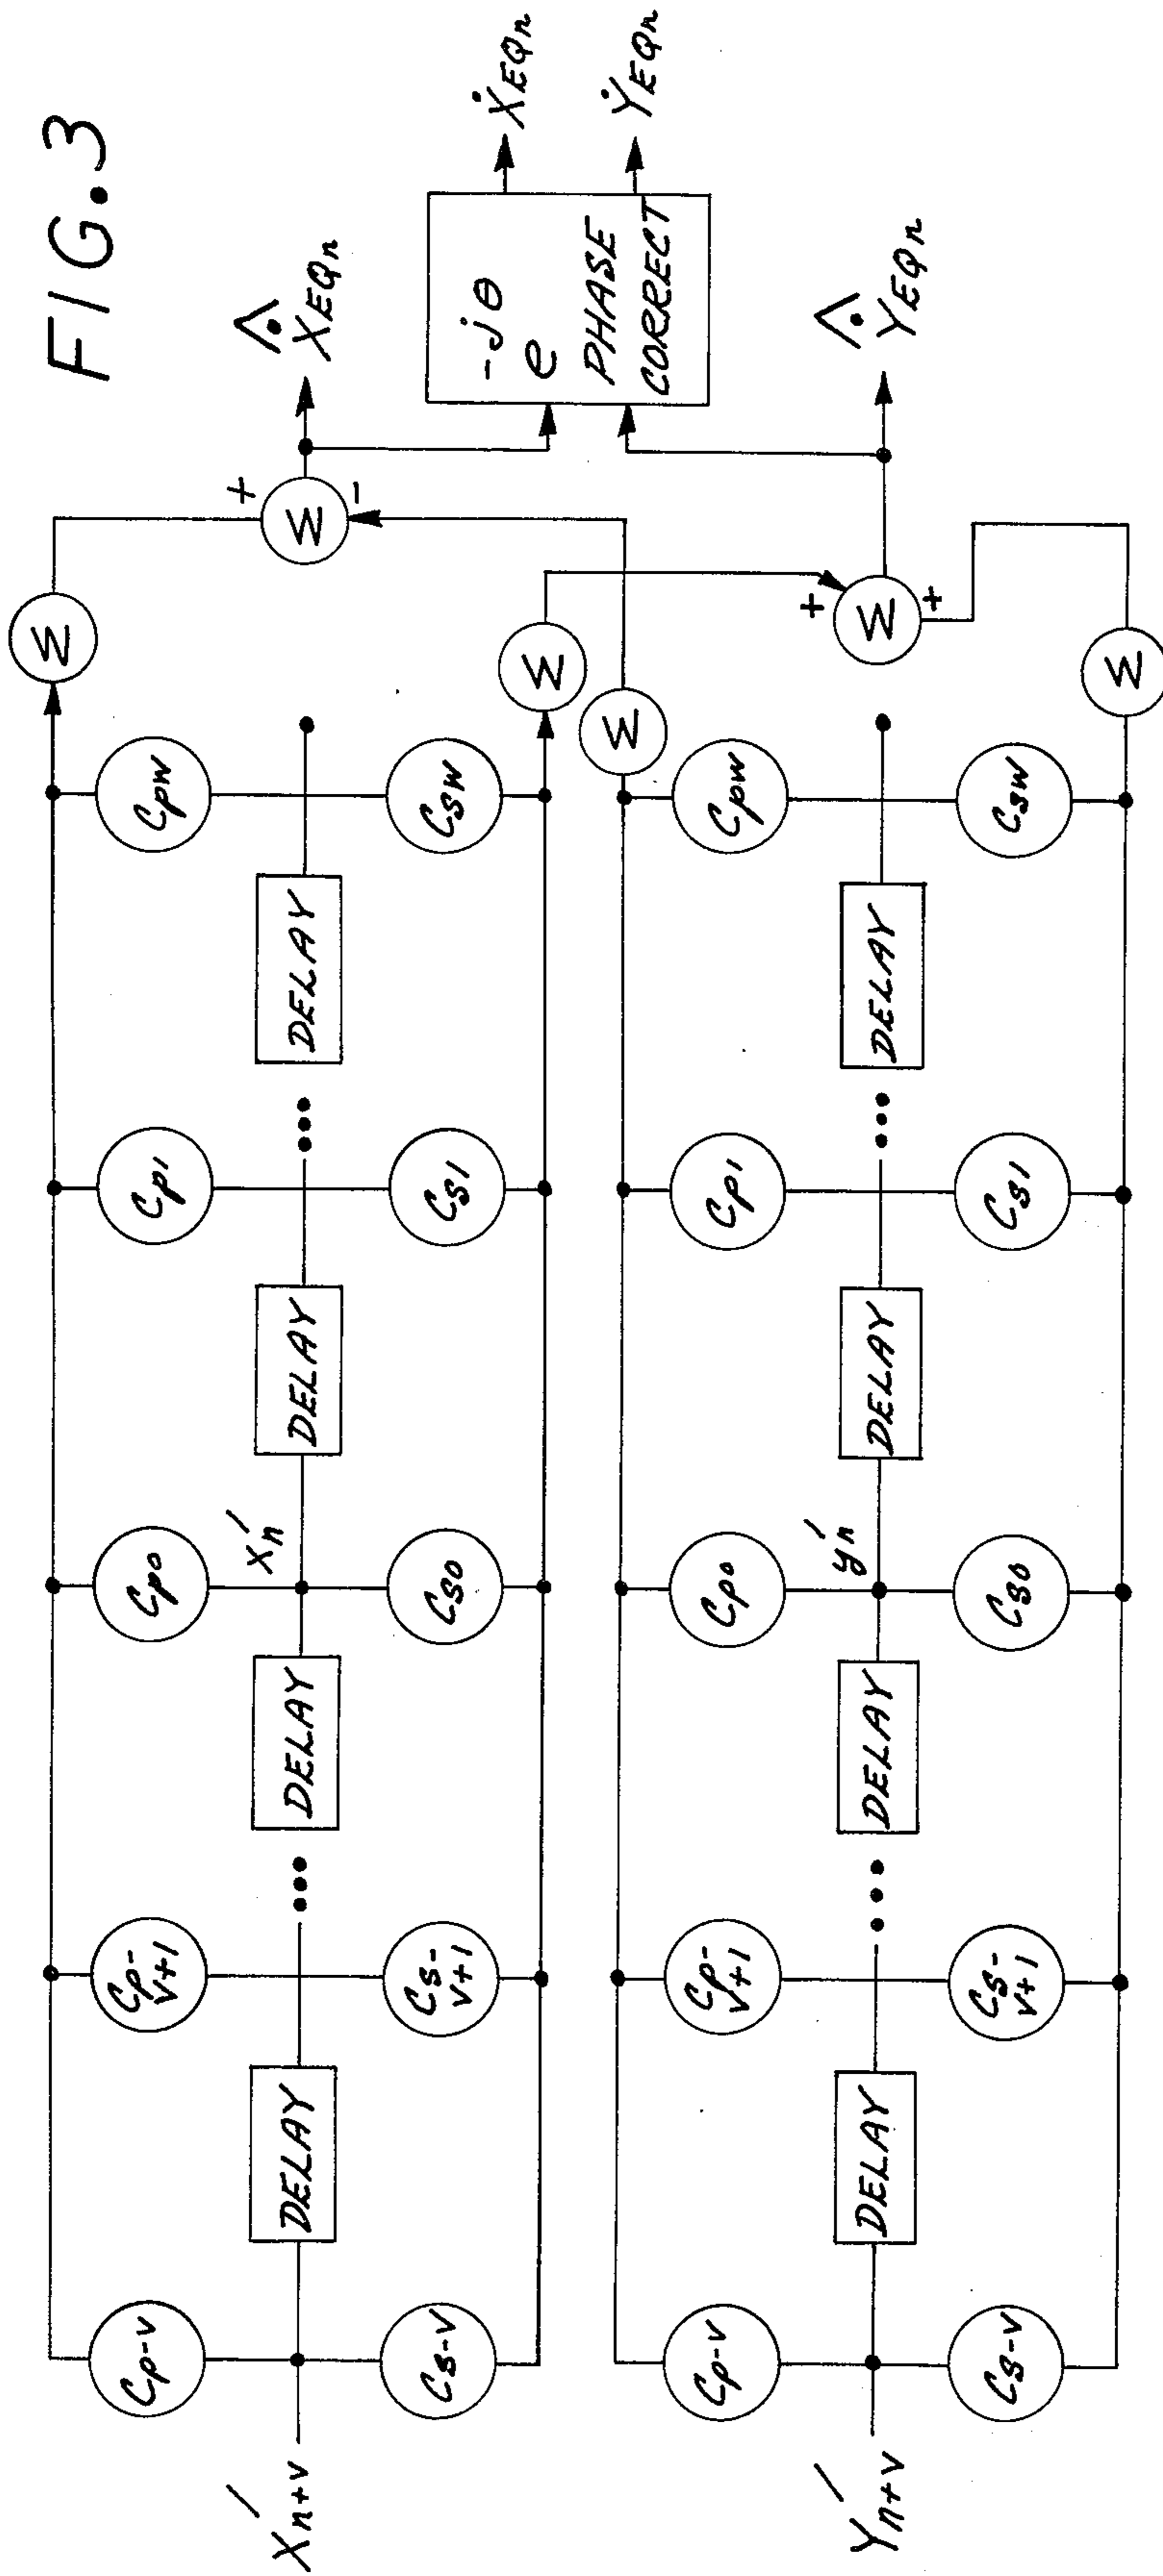 FIG.3
Cp-v
Cp-v+1
Cp0
Cp1
Cpw
Σ
X'n+v
DELAY
...
DELAY
X'n
DELAY
...
DELAY
+
Σ
-
X̂̇EQn
Cs-v
Cs-v+1
Cs0
Cs1
Csw
Σ
e-jθ
PHASE
CORRECT
ẊEQn
ẎEQn
Cp-v
Cp-v+1
Cp0
Cp1
Cpw
Σ
Y'n+v
DELAY
...
DELAY
y'n
DELAY
...
DELAY
+
Σ
+
Ŷ̇EQn
Cs-v
Cs-v+1
Cs0
Cs1
Csw
Σ